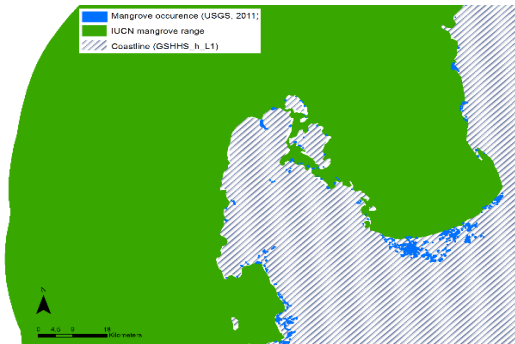 Mangrove occurence (USGS, 2011)
IUCN mangrove range
Coastline (GSHHS_h_L1)
N
0 4.5 9 18
Kilometers